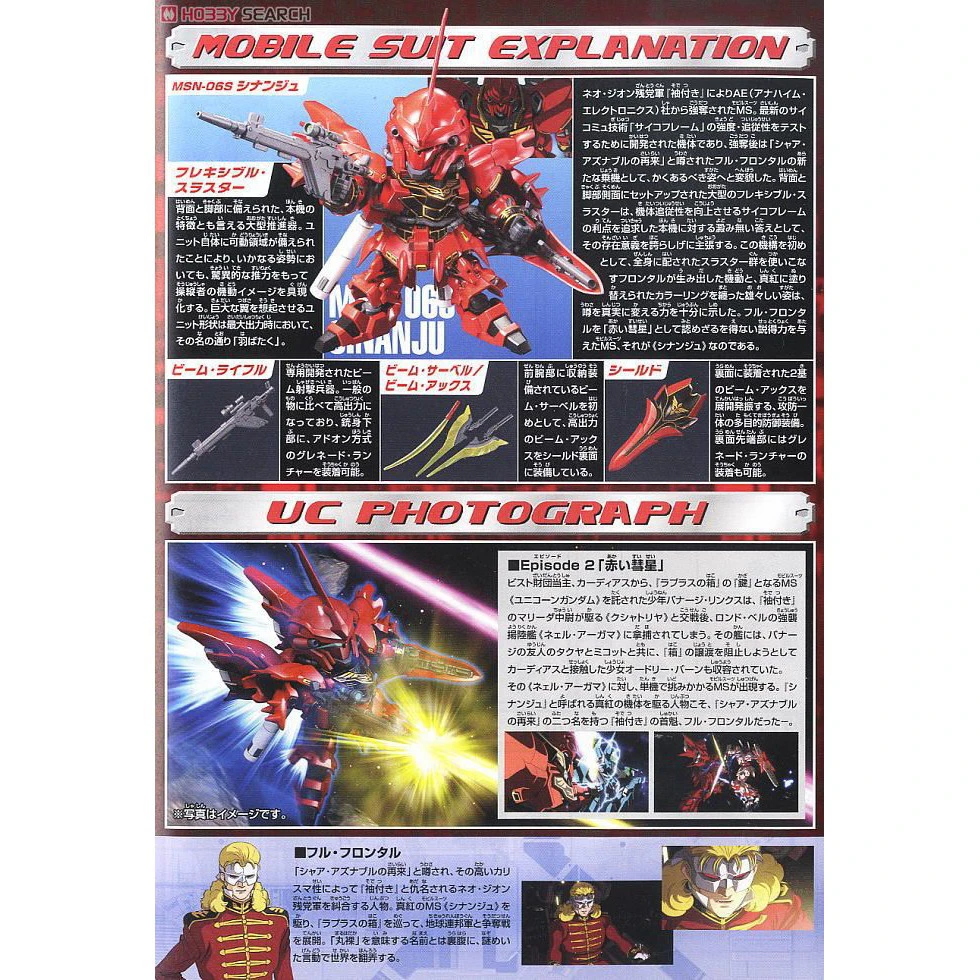 HOBBY SEARCH
MOBILE SUIT EXPLANATION
MSN-06S シナンジュ
フレキシブル・
スラスター
背面と脚部に備えられた、本機の
特徴とも言える大型推進器。ユ
ニット自体に可動領域が備えられ
たことにより、いかなる姿勢にお
いても、驚異的な推力をもって
操縦者の機動イメージを具現
化する。巨大な翼を想起させるユ
ニット形状は最大出力時において、
その名の通り「羽ばたく」。
MSN-06S
SINANJU
ネオ・ジオン残党軍『袖付き』によりAE(アナハイム・
エレクトロニクス)社から強奪されたMS。最新のサイ
コミュ技術「サイコフレーム」の強度・追従性をテスト
するために開発された機体であり、強奪後は「シャア・
アズナブルの再来」と噂されたフル・フロンタルの新
たな乗機として、かくあるべき姿へと変貌した。背面と
脚部側面にセットアップされた大型のフレキシブル・ス
ラスターは、機体追従性を向上させるサイコフレーム
の利点を追求した本機に対する澱み無い答えとして、
その存在意義を誇らしげに主張する。この機構を初め
として、全身に配されたスラスター群を使いこな
すフロンタルが生み出した機動と、真紅に塗り
替えられたカラーリングを纏った雄々しい姿は、
噂を真実に変える力を十分に示した。フル・フロンタ
ルを「赤い彗星」として認めざるを得ない説得力を与
えたMS、それが《シナンジュ》なのである。
ビーム・ライフル
専用開発されたビー
ム射撃兵器。一般の
物に比べて高出力に
なっており、銃身下
部に、アドオン方式
のグレネード・ラン
チャーを装着可能。
ビーム・サーベル/
ビーム・アックス
前腕部に収納装
備されているビー
ム・サーベルを初
めとして、高出力
のビーム・アック
スをシールド裏面
に装備している。
シールド
裏面に装着された2基
のビーム・アックスを
展開発振する、攻防一
体の多目的防御装備。
裏面先端部にはグレ
ネード・ランチャーの
装着も可能。
UC PHOTOGRAPH
■Episode 2「赤い彗星」
ビスト財団当主、カーディアスから、「ラプラスの箱」の「鍵」となるMS
《ユニコーンガンダム》を託された少年バナージ・リンクスは、『袖付き』
のマリーダ中尉が駆る《クシャトリヤ》と交戦後、ロンド・ベルの強襲
揚陸艦《ネェル・アーガマ》に拿捕されてしまう。その艦には、バナー
ジの友人のタクヤとミコットと共に、『箱』の譲渡を阻止しようとして
カーディアスと接触した少女オードリー・バーンも収容されていた。
その《ネェル・アーガマ》に対し、単機で挑みかかるMSが出現する。『シ
ナンジュ』と呼ばれる真紅の機体を駆る人物こそ、「シャア・アズナブル
の再来」の二つ名を持つ『袖付き』の首魁、フル・フロンタルだったー。
※写真はイメージです。
■フル・フロンタル
「シャア・アズナブルの再来」と噂され、その高いカリ
スマ性によって『袖付き』と仇名されるネオ・ジオン
残党軍を糾合する人物。真紅のMS《シナンジュ》を
駆り、「ラプラスの箱」を巡って、地球連邦軍と争奪戦
を展開。「丸裸」を意味する名前とは裏腹に、謎めい
た言動で世界を翻弄する。